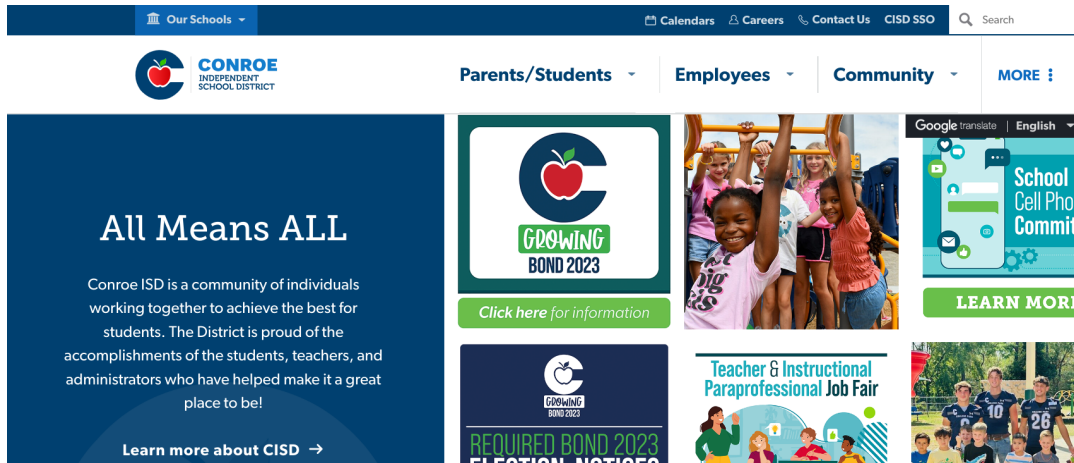 Our Schools
Calendars
Careers
Contact Us
CISD SSO
Search
CONROE
INDEPENDENT
SCHOOL DISTRICT
Parents/Students
Employees
Community
MORE
Google translate | English
All Means ALL
Conroe ISD is a community of individuals
working together to achieve the best for
students. The District is proud of the
accomplishments of the students, teachers, and
administrators who have helped make it a great
place to be!
Learn more about CISD →
GROWING
BOND 2023
Click here for information
School
Cell Pho
Commit
LEARN MORE
GROWING
BOND 2023
REQUIRED BOND 2023
ELECTION NOTICES
Teacher & Instructional
Paraprofessional Job Fair
10
26